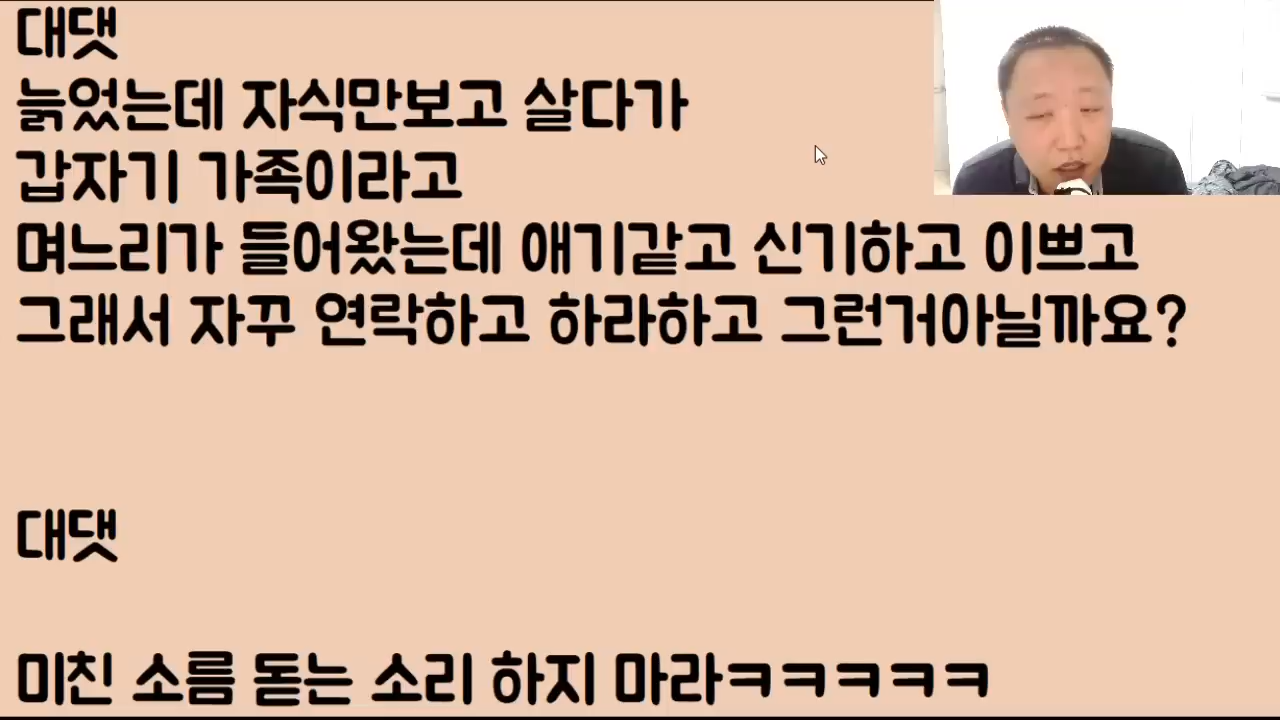 대댓
늙었는데 자식만보고 살다가
갑자기 가족이라고
며느리가 들어왔는데 애기같고 신기하고 이쁘고
그래서 자꾸 연락하고 하라하고 그런거아닐까요?
대댓
미친 소름 돋는 소리 하지 마라ㅋㅋㅋㅋㅋ